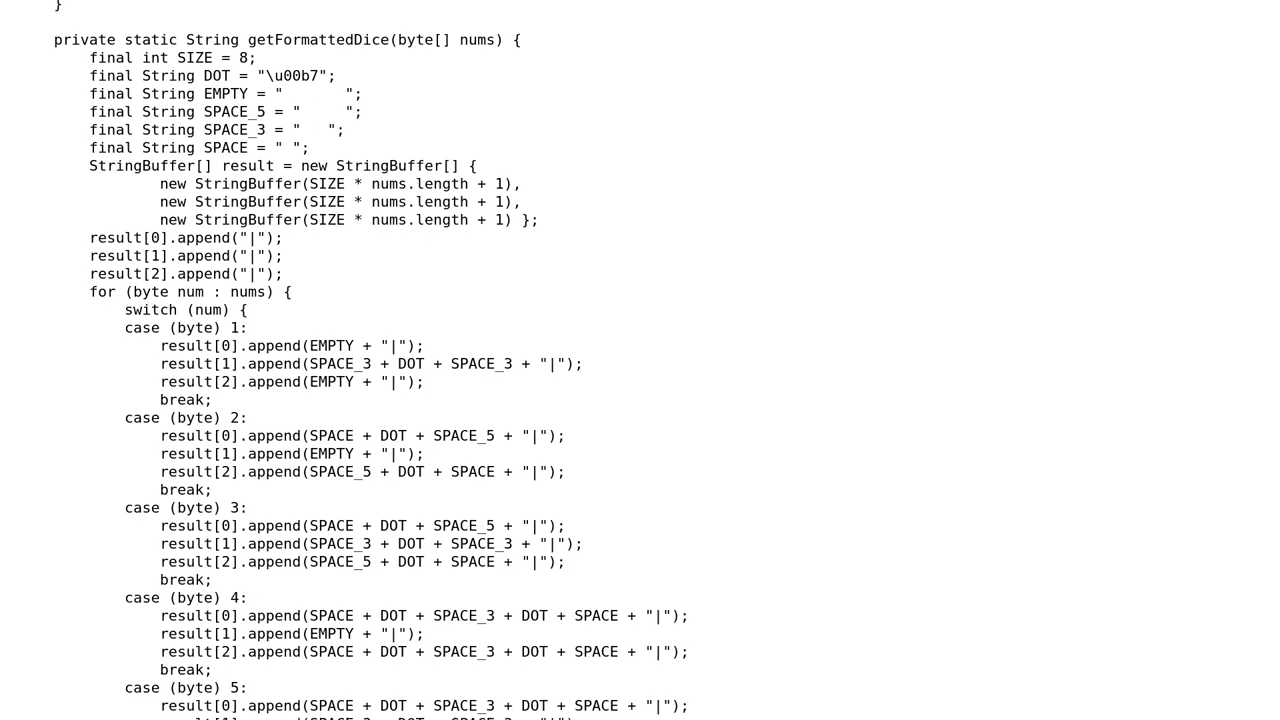 }
private static String getFormattedDice(byte[] nums) {
final int SIZE = 8;
final String DOT = "\u00b7";
final String EMPTY = "       ";
final String SPACE_5 = "     ";
final String SPACE_3 = "   ";
final String SPACE = " ";
StringBuffer[] result = new StringBuffer[] {
new StringBuffer(SIZE * nums.length + 1),
new StringBuffer(SIZE * nums.length + 1),
new StringBuffer(SIZE * nums.length + 1) };
result[0].append("|");
result[1].append("|");
result[2].append("|");
for (byte num : nums) {
switch (num) {
case (byte) 1:
result[0].append(EMPTY + "|");
result[1].append(SPACE_3 + DOT + SPACE_3 + "|");
result[2].append(EMPTY + "|");
break;
case (byte) 2:
result[0].append(SPACE + DOT + SPACE_5 + "|");
result[1].append(EMPTY + "|");
result[2].append(SPACE_5 + DOT + SPACE + "|");
break;
case (byte) 3:
result[0].append(SPACE + DOT + SPACE_5 + "|");
result[1].append(SPACE_3 + DOT + SPACE_3 + "|");
result[2].append(SPACE_5 + DOT + SPACE + "|");
break;
case (byte) 4:
result[0].append(SPACE + DOT + SPACE_3 + DOT + SPACE + "|");
result[1].append(EMPTY + "|");
result[2].append(SPACE + DOT + SPACE_3 + DOT + SPACE + "|");
break;
case (byte) 5:
result[0].append(SPACE + DOT + SPACE_3 + DOT + SPACE + "|");